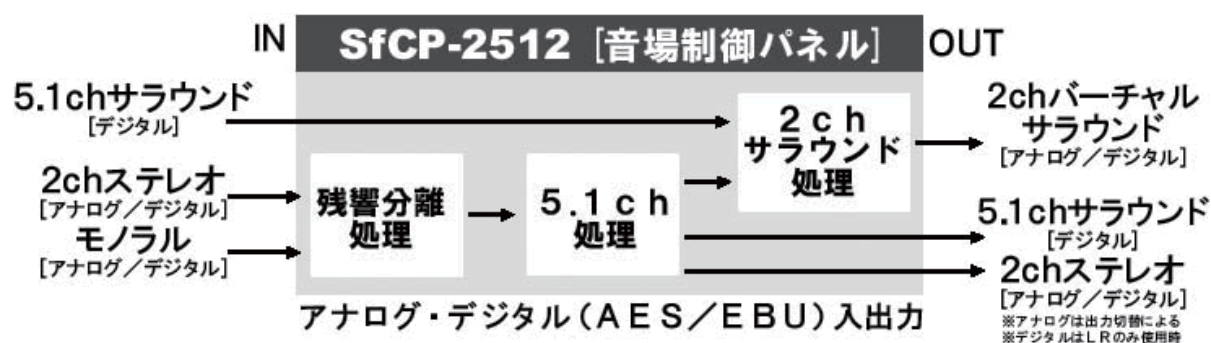 IN
SfCP-2512 [音場制御パネル]
OUT
5.1chサラウンド
[デジタル]
2chステレオ
[アナログ／デジタル]
モノラル
[アナログ／デジタル]
残響分離
処理
5.1ch
処理
2ch
サラウンド
処理
2chバーチャル
サラウンド
[アナログ／デジタル]
5.1chサラウンド
[デジタル]
2chステレオ
[アナログ／デジタル]
※アナログは出力切替による
※デジタルはＬＲのみ使用時
アナログ・デジタル（ＡＥＳ／ＥＢＵ）入出力